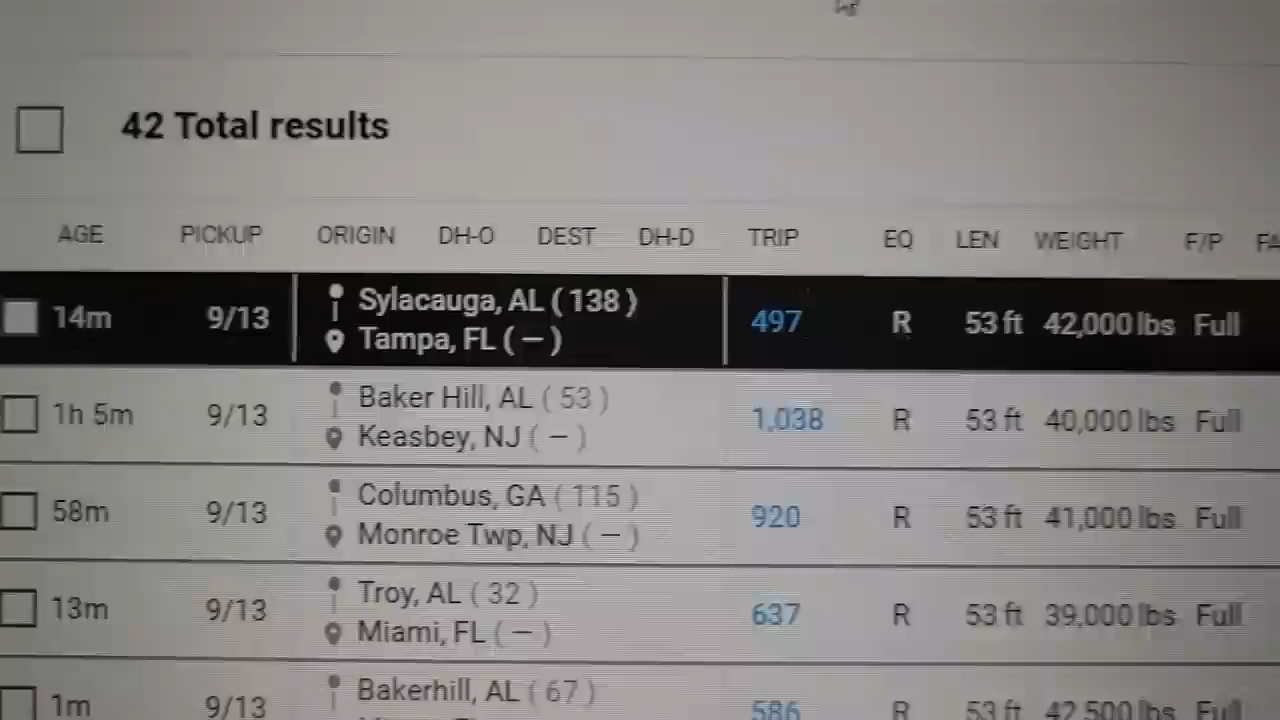 42 Total results
AGE PICKUP ORIGIN DH-O DEST DH-D TRIP EQ LEN WEIGHT F/P FA
14m 9/13 Sylacauga, AL ( 138 ) 497 R 53 ft 42,000 lbs Full
Tampa, FL ( – )
1h 5m 9/13 Baker Hill, AL ( 53 ) 1,038 R 53 ft 40,000 lbs Full
Keasbey, NJ ( – )
58m 9/13 Columbus, GA ( 115 ) 920 R 53 ft 41,000 lbs Full
Monroe Twp, NJ ( – )
13m 9/13 Troy, AL ( 32 ) 637 R 53 ft 39,000 lbs Full
Miami, FL ( – )
1m 9/13 Bakerhill, AL ( 67 ) 586 R 53 ft 42,500 lbs Full